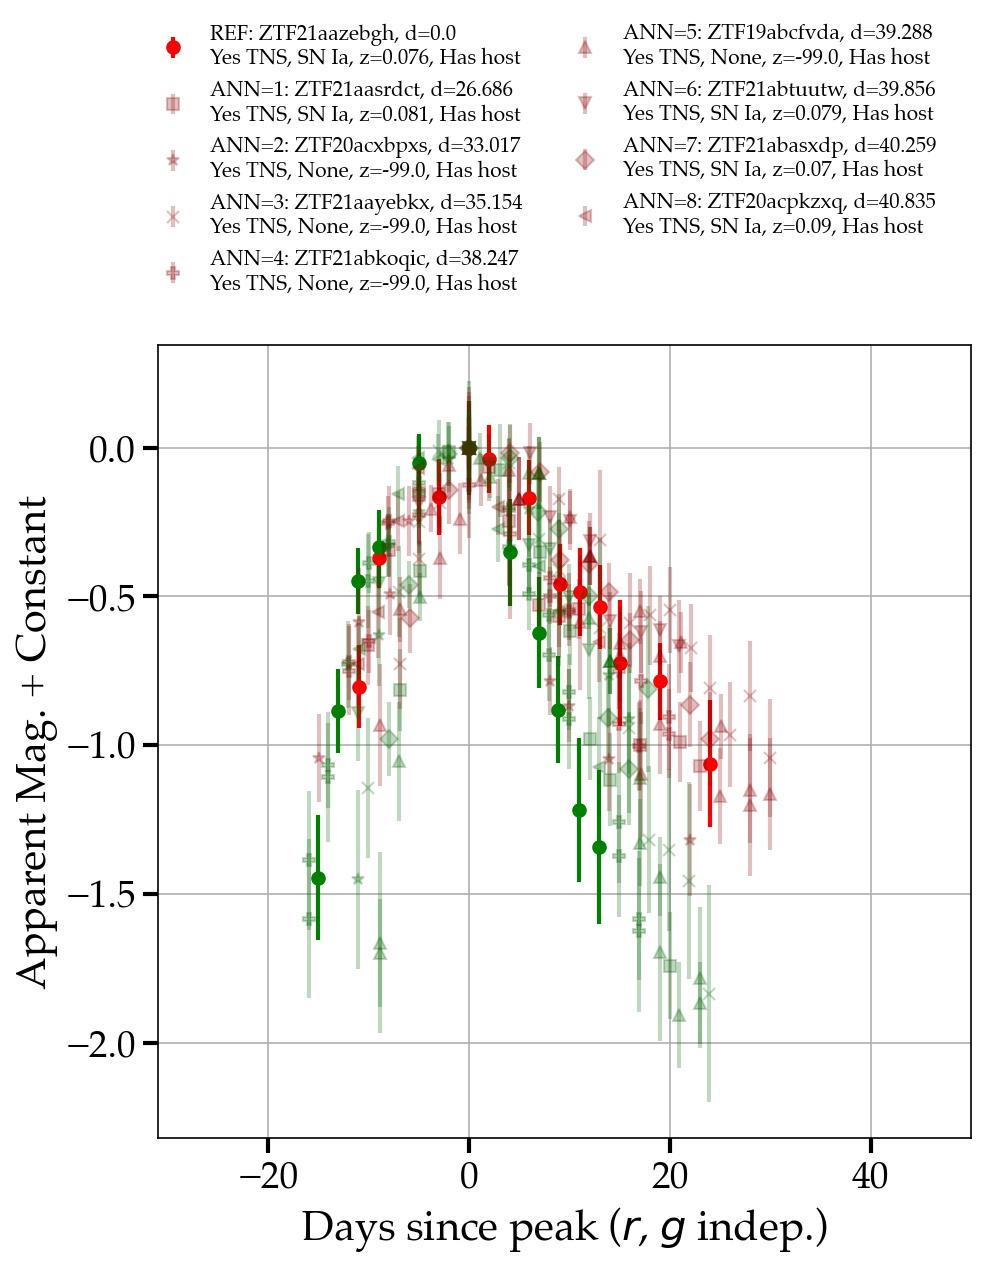 REF: ZTF21aazebgh, d=0.0
Yes TNS, SN Ia, z=0.076, Has host
ANN=1: ZTF21aasrdct, d=26.686
Yes TNS, SN Ia, z=0.081, Has host
ANN=2: ZTF20acxbpxs, d=33.017
Yes TNS, None, z=-99.0, Has host
ANN=3: ZTF21aayebkx, d=35.154
Yes TNS, None, z=-99.0, Has host
ANN=4: ZTF21abkoqic, d=38.247
Yes TNS, None, z=-99.0, Has host
ANN=5: ZTF19abcfvda, d=39.288
Yes TNS, None, z=-99.0, Has host
ANN=6: ZTF21abtuutw, d=39.856
Yes TNS, SN Ia, z=0.079, Has host
ANN=7: ZTF21abasxdp, d=40.259
Yes TNS, SN Ia, z=0.07, Has host
ANN=8: ZTF20acpkzxq, d=40.835
Yes TNS, SN Ia, z=0.09, Has host
Apparent Mag. + Constant
0.0
−0.5
−1.0
−1.5
−2.0
−20 0 20 40
Days since peak (r, g indep.)